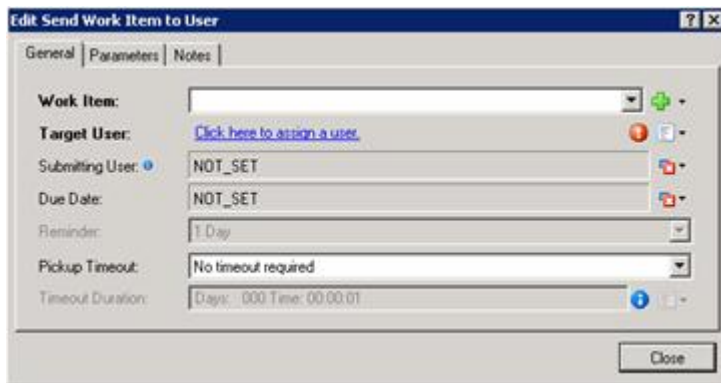 Edit Send Work Item to User
General Parameters Notes
Work Item:
Target User: Click here to assign a user.
Submitting User: NOT_SET
Due Date: NOT_SET
Reminder: 1 Day
Pickup Timeout: No timeout required
Timeout Duration: Days: 000 Time: 00:00:01
Close